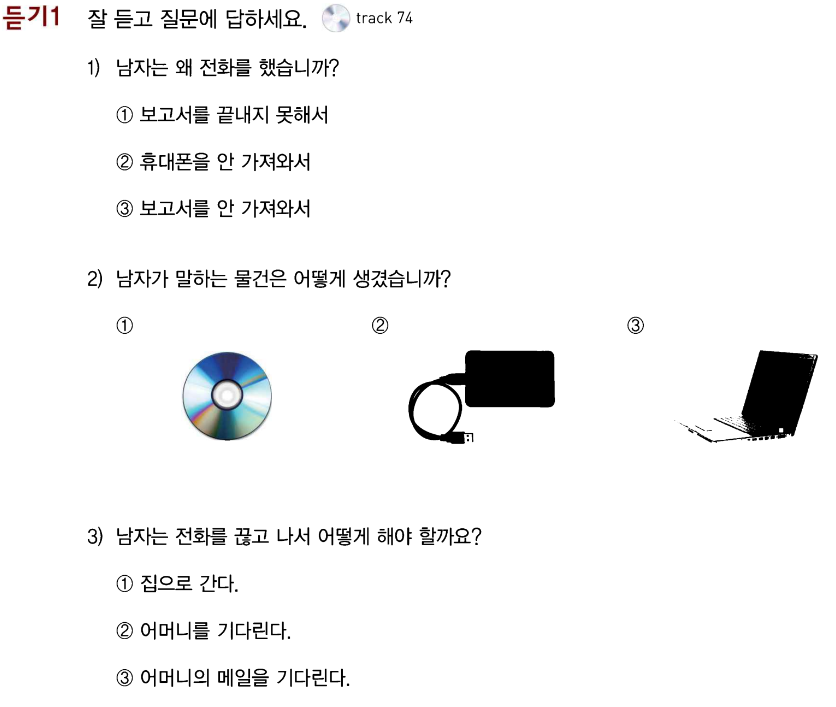 듣기1 잘 듣고 질문에 답하세요. track 74
1) 남자는 왜 전화를 했습니까?
① 보고서를 끝내지 못해서
② 휴대폰을 안 가져와서
③ 보고서를 안 가져와서
2) 남자가 말하는 물건은 어떻게 생겼습니까?
① ② ③
3) 남자는 전화를 끊고 나서 어떻게 해야 할까요?
① 집으로 간다.
② 어머니를 기다린다.
③ 어머니의 메일을 기다린다.